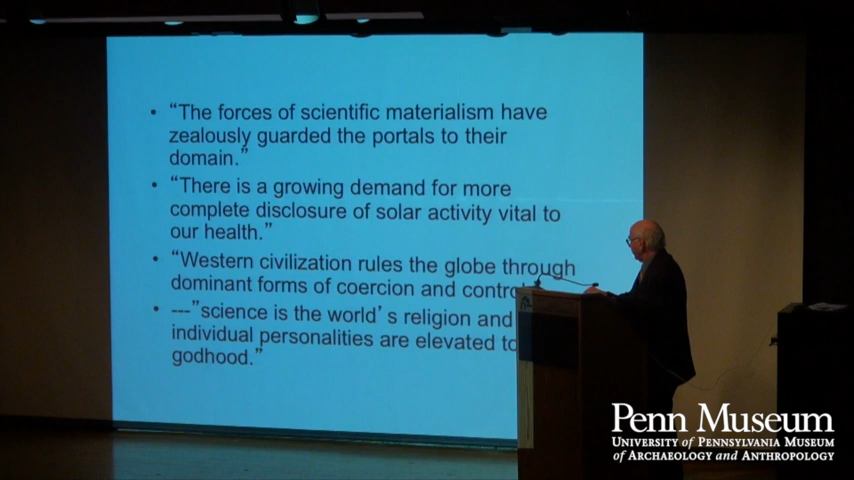 • “The forces of scientific materialism have
zealously guarded the portals to their
domain.”
• “There is a growing demand for more
complete disclosure of solar activity vital to
our health.”
• “Western civilization rules the globe through
dominant forms of coercion and contro
• ---”science is the world’s religion and
individual personalities are elevated to
godhood.”
Penn Museum
University of Pennsylvania Museum
of Archaeology and Anthropology